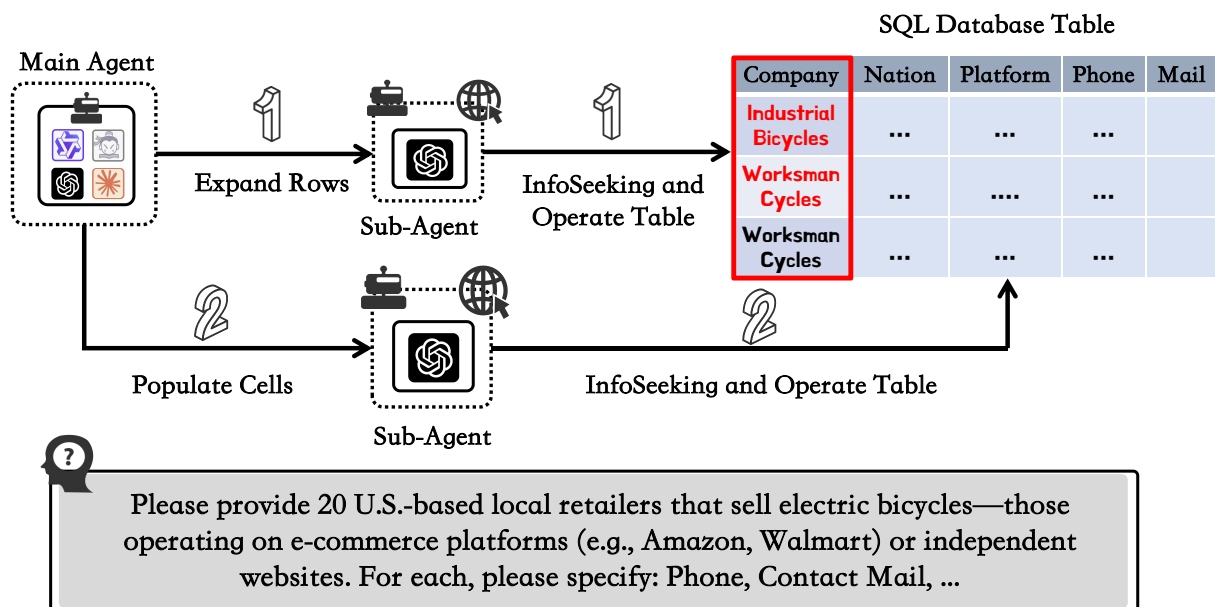 SQL Database Table
Main Agent
Company Nation Platform Phone Mail
Industrial
Bicycles
... ... ...
Worksman
Cycles
... .... ...
Worksman
Cycles
... ... ...
1
Expand Rows
Sub-Agent
1
InfoSeeking and
Operate Table
2
Populate Cells
Sub-Agent
2
InfoSeeking and Operate Table
?
Please provide 20 U.S.-based local retailers that sell electric bicycles—those
operating on e-commerce platforms (e.g., Amazon, Walmart) or independent
websites. For each, please specify: Phone, Contact Mail, ...